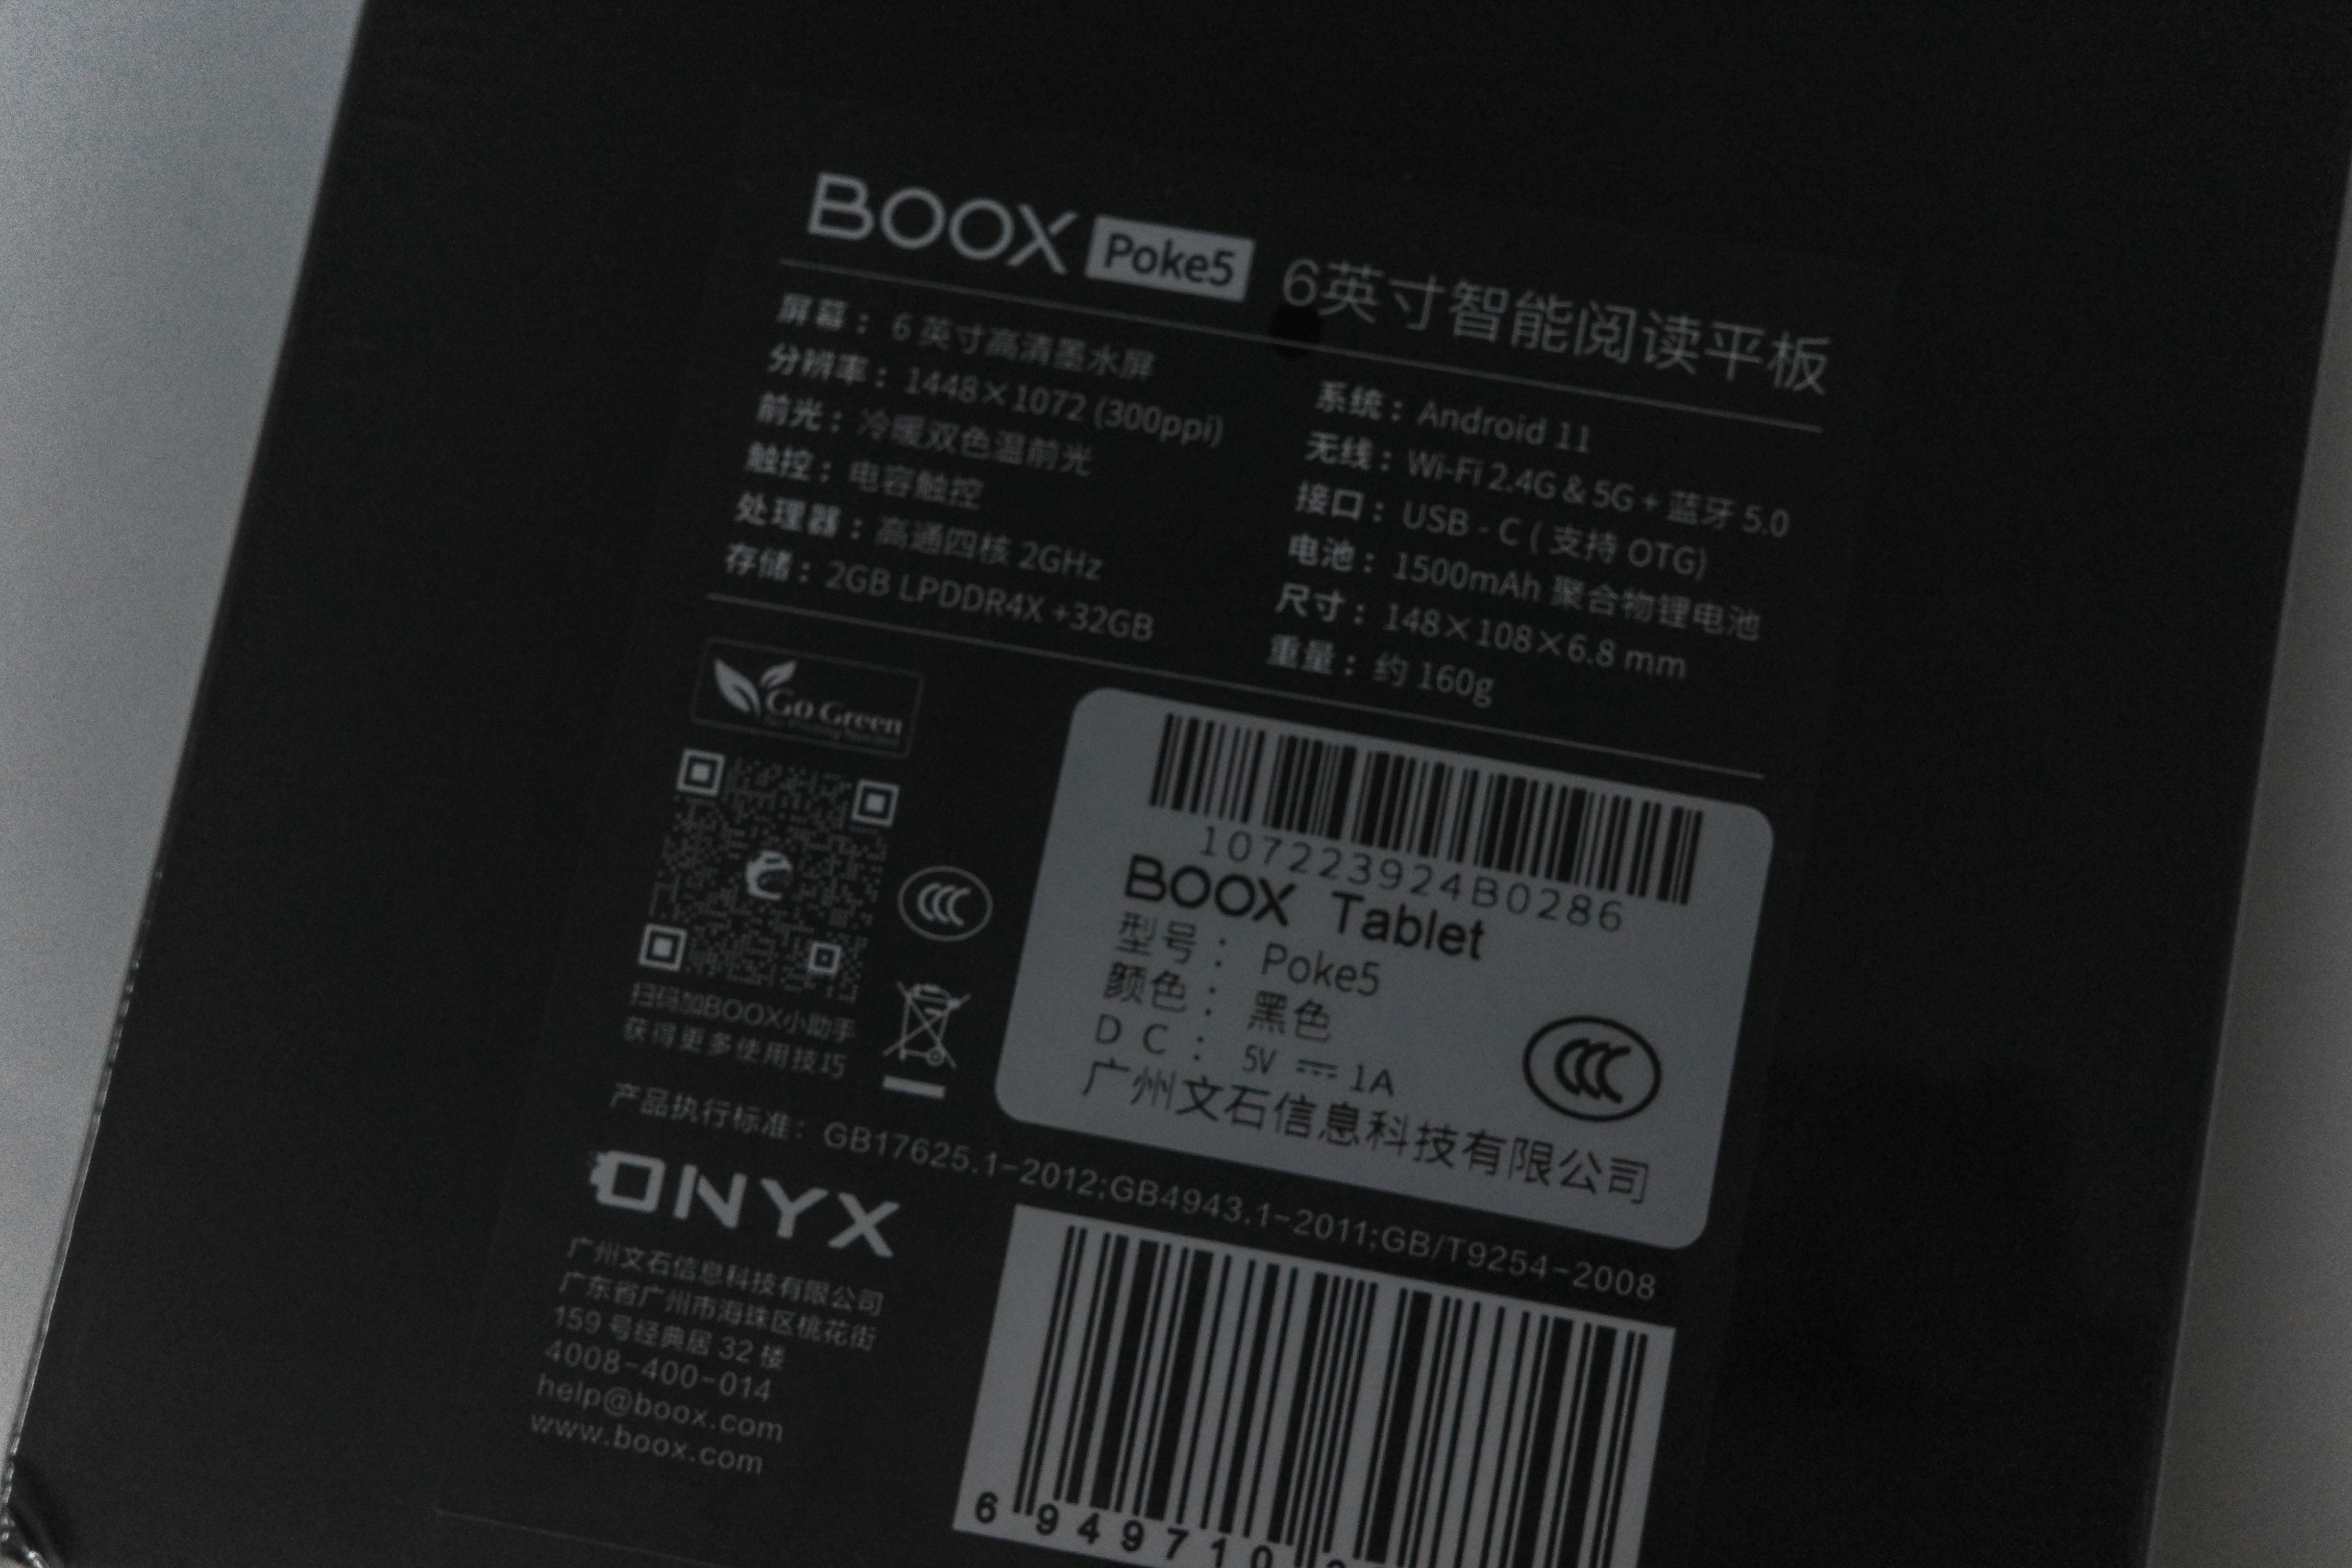 BOOX Poke5 6英寸智能阅读平板
屏幕： 6 英寸高清墨水屏
分辨率： 1448×1072 (300ppi)
前光： 冷暖双色温前光
触控： 电容触控
处理器： 高通四核 2GHz
存储： 2GB LPDDR4X +32GB
系统： Android 11
无线： Wi-Fi 2.4G & 5G + 蓝牙 5.0
接口： USB - C ( 支持 OTG)
电池： 1500mAh 聚合物锂电池
尺寸： 148×108×6.8 mm
重量： 约 160g
Go Green
扫码加BOOX小助手
获得更多使用技巧
107223924B0286
BOOX Tablet
型号： Poke5
颜色： 黑色
D C： 5V ⎓ 1A
广州文石信息科技有限公司
产品执行标准： GB17625.1-2012;GB4943.1-2011;GB/T9254-2008
ONYX
广州文石信息科技有限公司
广东省广州市海珠区桃花街
159 号经典居 32 楼
4008-400-014
help@boox.com
www.boox.com
6 949710